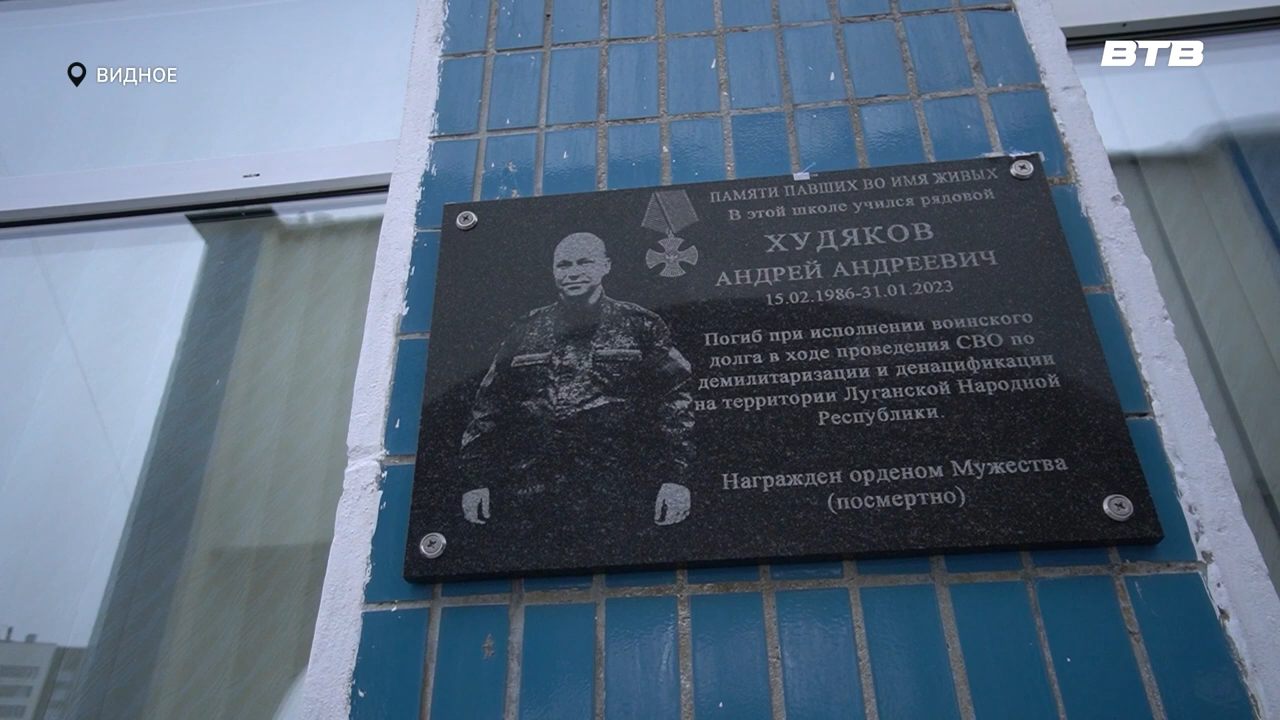 ВИДНОЕ
ВТВ
ПАМЯТИ ПАВШИХ ВО ИМЯ ЖИВЫХ
В этой школе учился рядовой
ХУДЯКОВ
АНДРЕЙ АНДРЕЕВИЧ
15.02.1986-31.01.2023
Погиб при исполнении воинского
долга в ходе проведения СВО по
демилитаризации и денацификации
на территории Луганской Народной
Республики.
Награжден орденом Мужества
(посмертно)